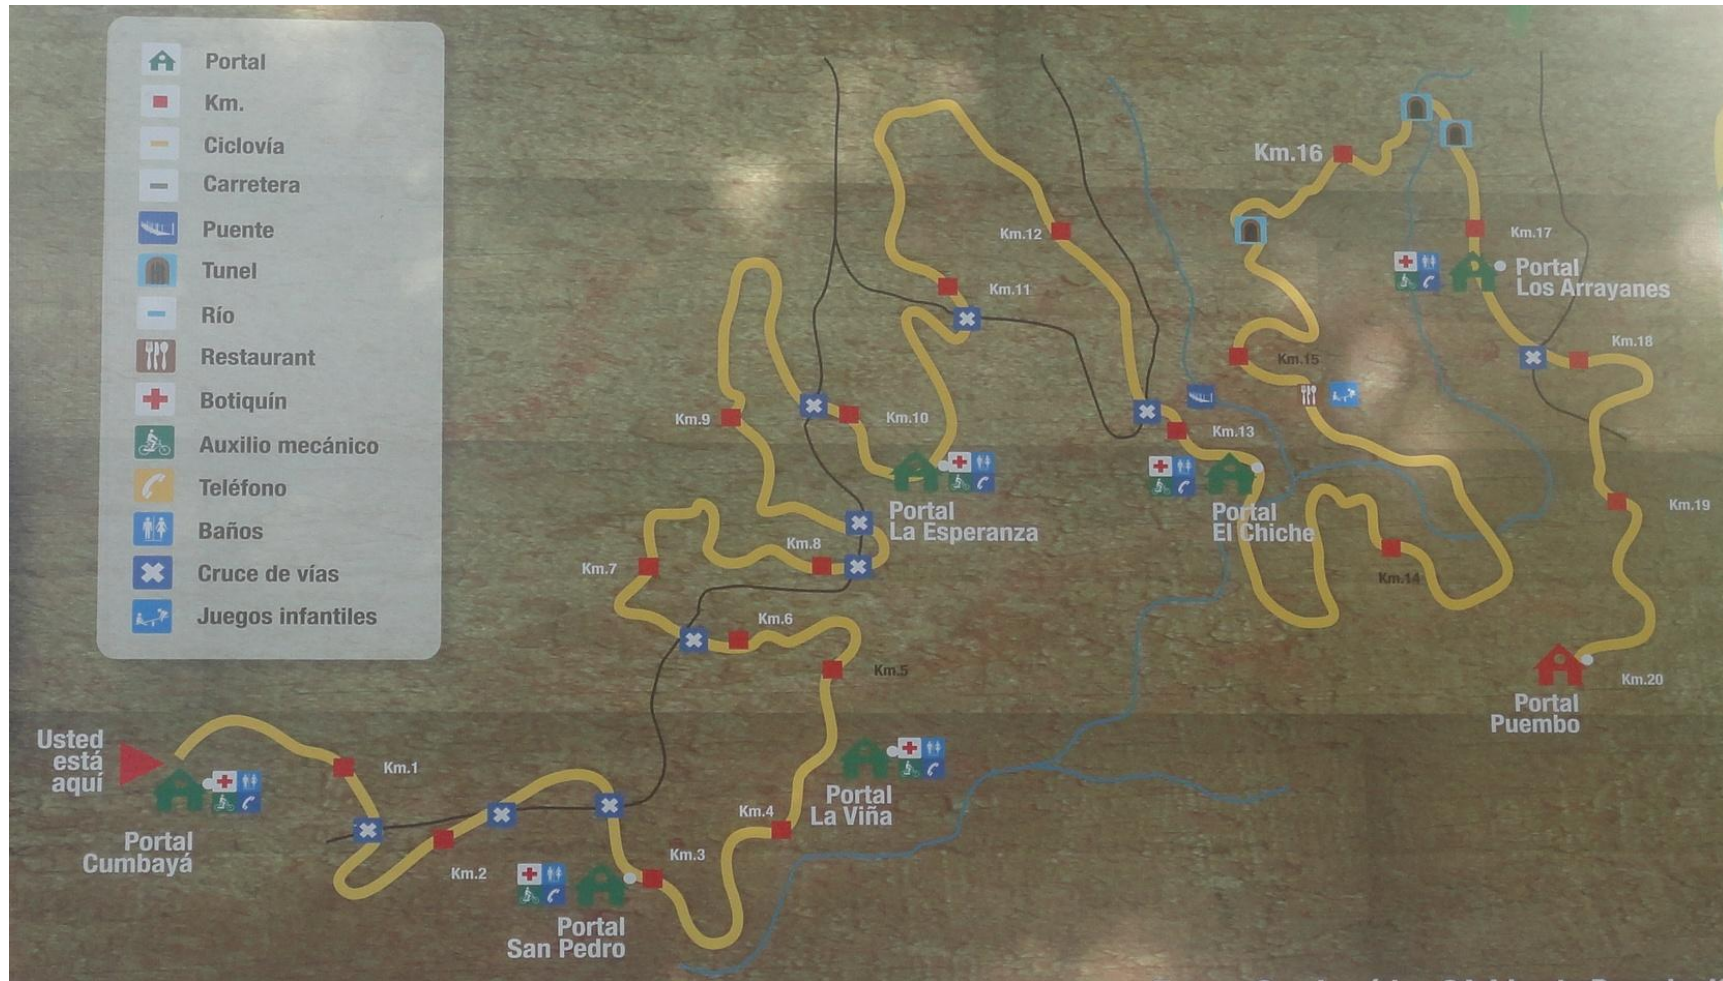 Portal
Km.
Ciclovía
Carretera
Puente
Tunel
Río
Restaurant
Botiquín
Auxilio mecánico
Teléfono
Baños
Cruce de vías
Juegos infantiles
Km.16
Km.12
Km.17
Portal
Los Arrayanes
Km.11
Km.18
Km.15
Km.9
Km.10
Km.13
Km.19
Portal
La Esperanza
Portal
El Chiche
Km.8
Km.7
Km.14
Km.6
Km.5
Km.20
Portal
Puembo
Usted
está
aquí
Km.1
Portal
La Viña
Km.4
Portal
Cumbayá
Km.3
Km.2
Portal
San Pedro